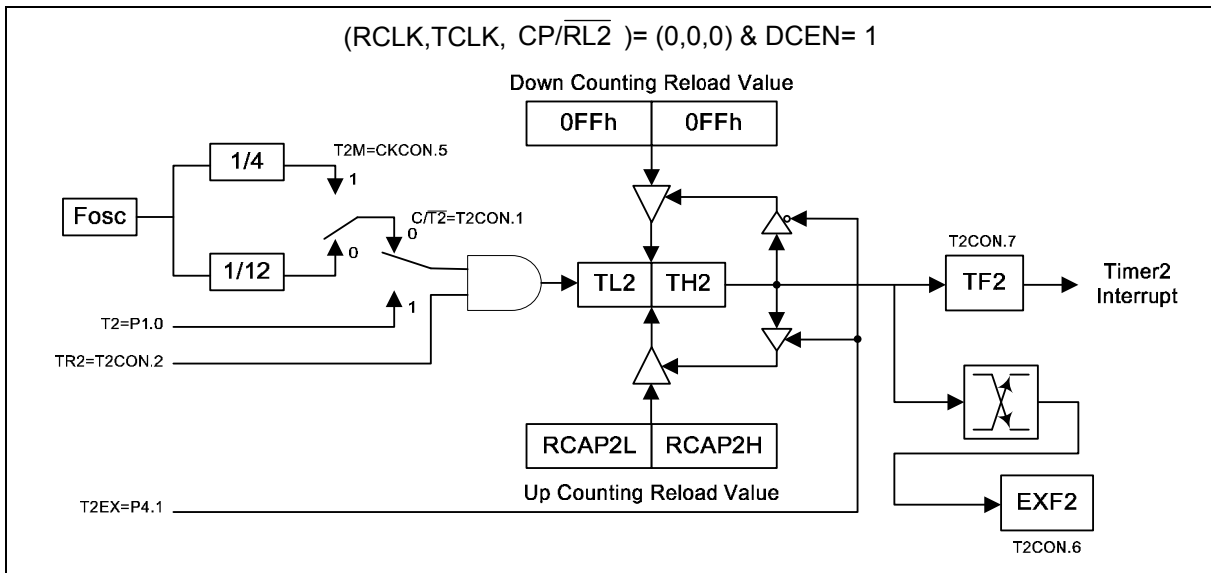 (RCLK,TCLK, CP/RL2 )= (0,0,0) & DCEN= 1
Down Counting Reload Value
0FFh 0FFh
T2M=CKCON.5
1/4
1
Fosc
C/T2=T2CON.1
0
0
1/12
T2CON.7
TL2 TH2
TF2
Timer2
Interrupt
1
T2=P1.0
TR2=T2CON.2
RCAP2L RCAP2H
Up Counting Reload Value
T2EX=P4.1
EXF2
T2CON.6